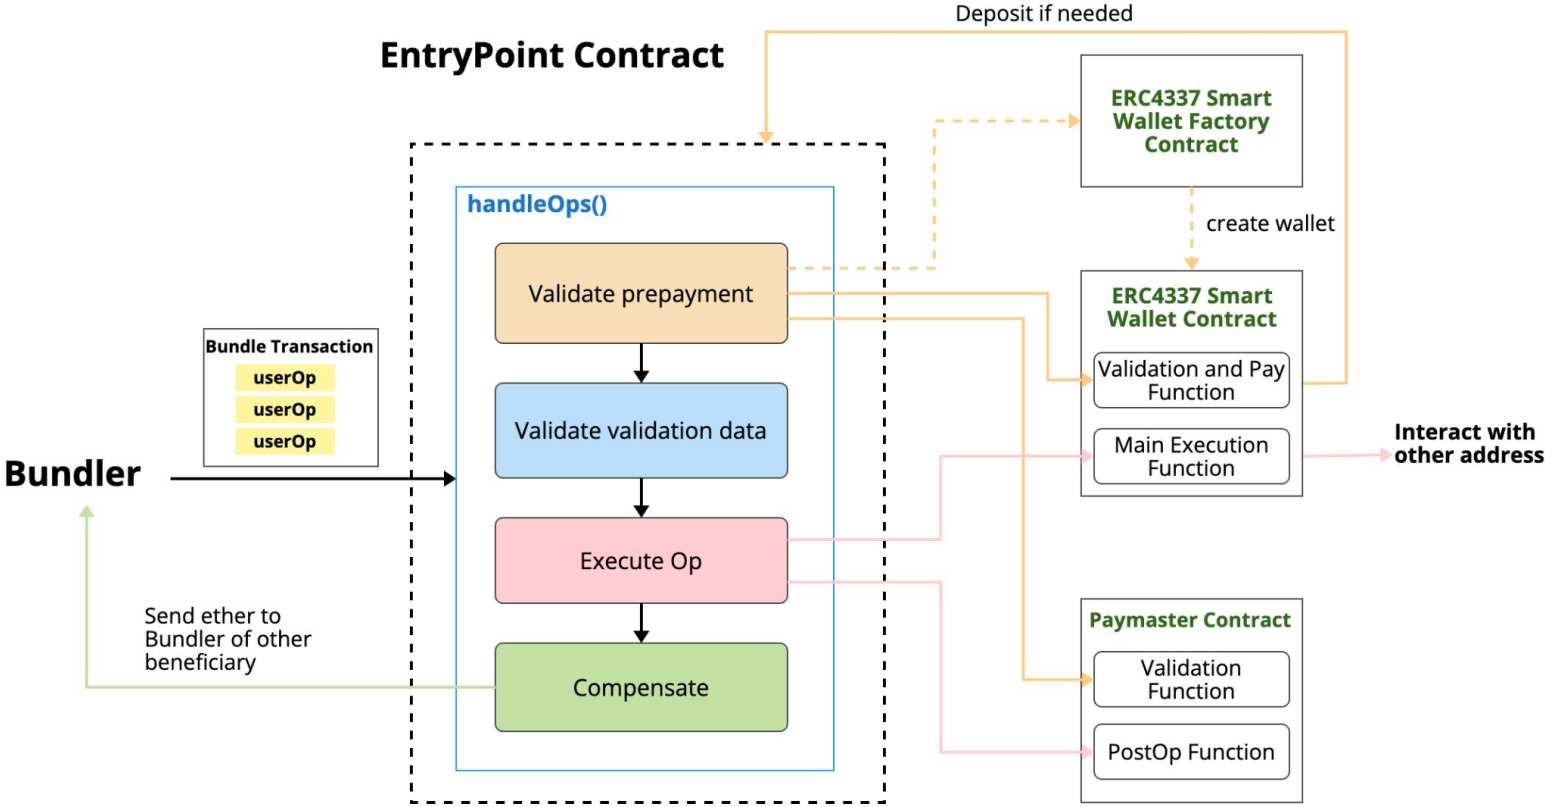 Deposit if needed
EntryPoint Contract
ERC4337 Smart
Wallet Factory
Contract
handleOps()
create wallet
Validate prepayment
ERC4337 Smart
Wallet Contract
Bundle Transaction
userOp
userOp
userOp
Validation and Pay
Function
Validate validation data
Main Execution
Function
Interact with
other address
Bundler
Execute Op
Send ether to
Bundler of other
beneficiary
Paymaster Contract
Validation
Function
Compensate
PostOp Function